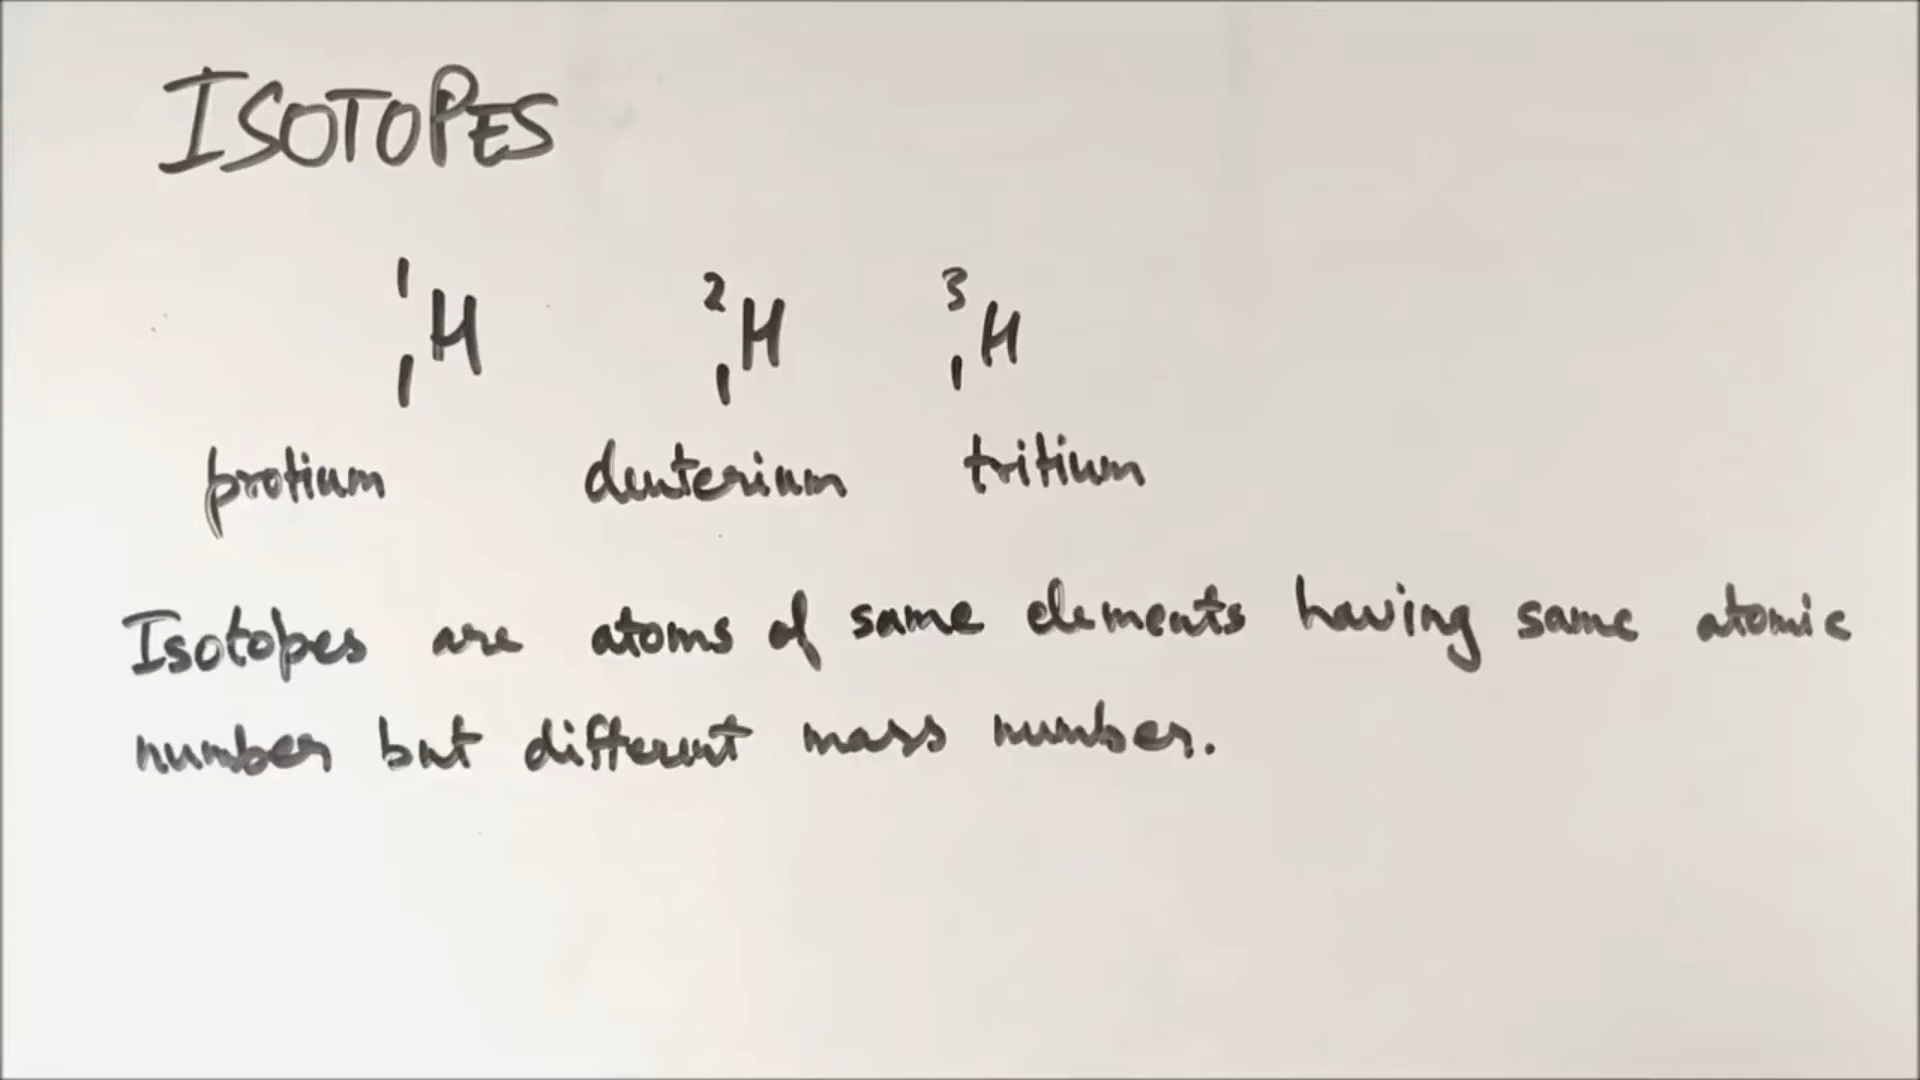 ISOTOPES
¹₁H ²₁H ³₁H
protium deuterium tritium
Isotopes are atoms of same elements having same atomic
number but different mass number.